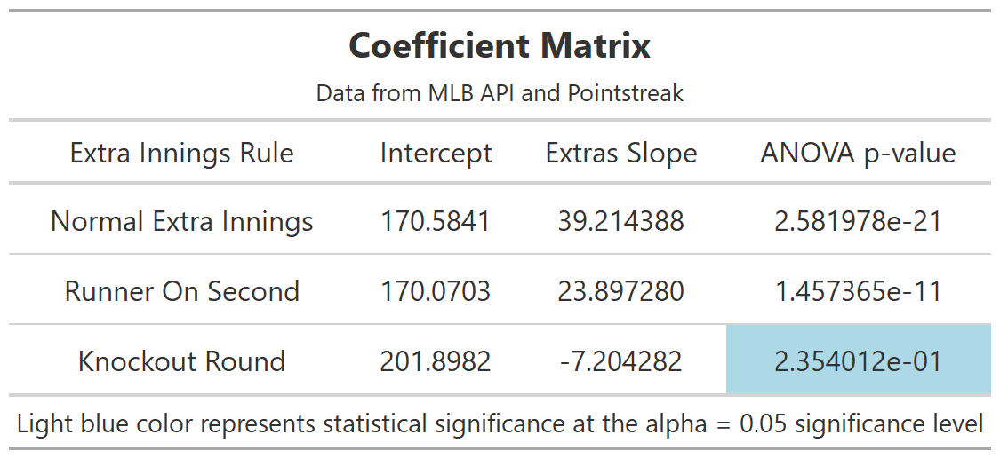 Coefficient Matrix
Data from MLB API and Pointstreak
Extra Innings Rule Intercept Extras Slope ANOVA p-value
Normal Extra Innings 170.5841 39.214388 2.581978e-21
Runner On Second 170.0703 23.897280 1.457365e-11
Knockout Round 201.8982 -7.204282 2.354012e-01
Light blue color represents statistical significance at the alpha = 0.05 significance level